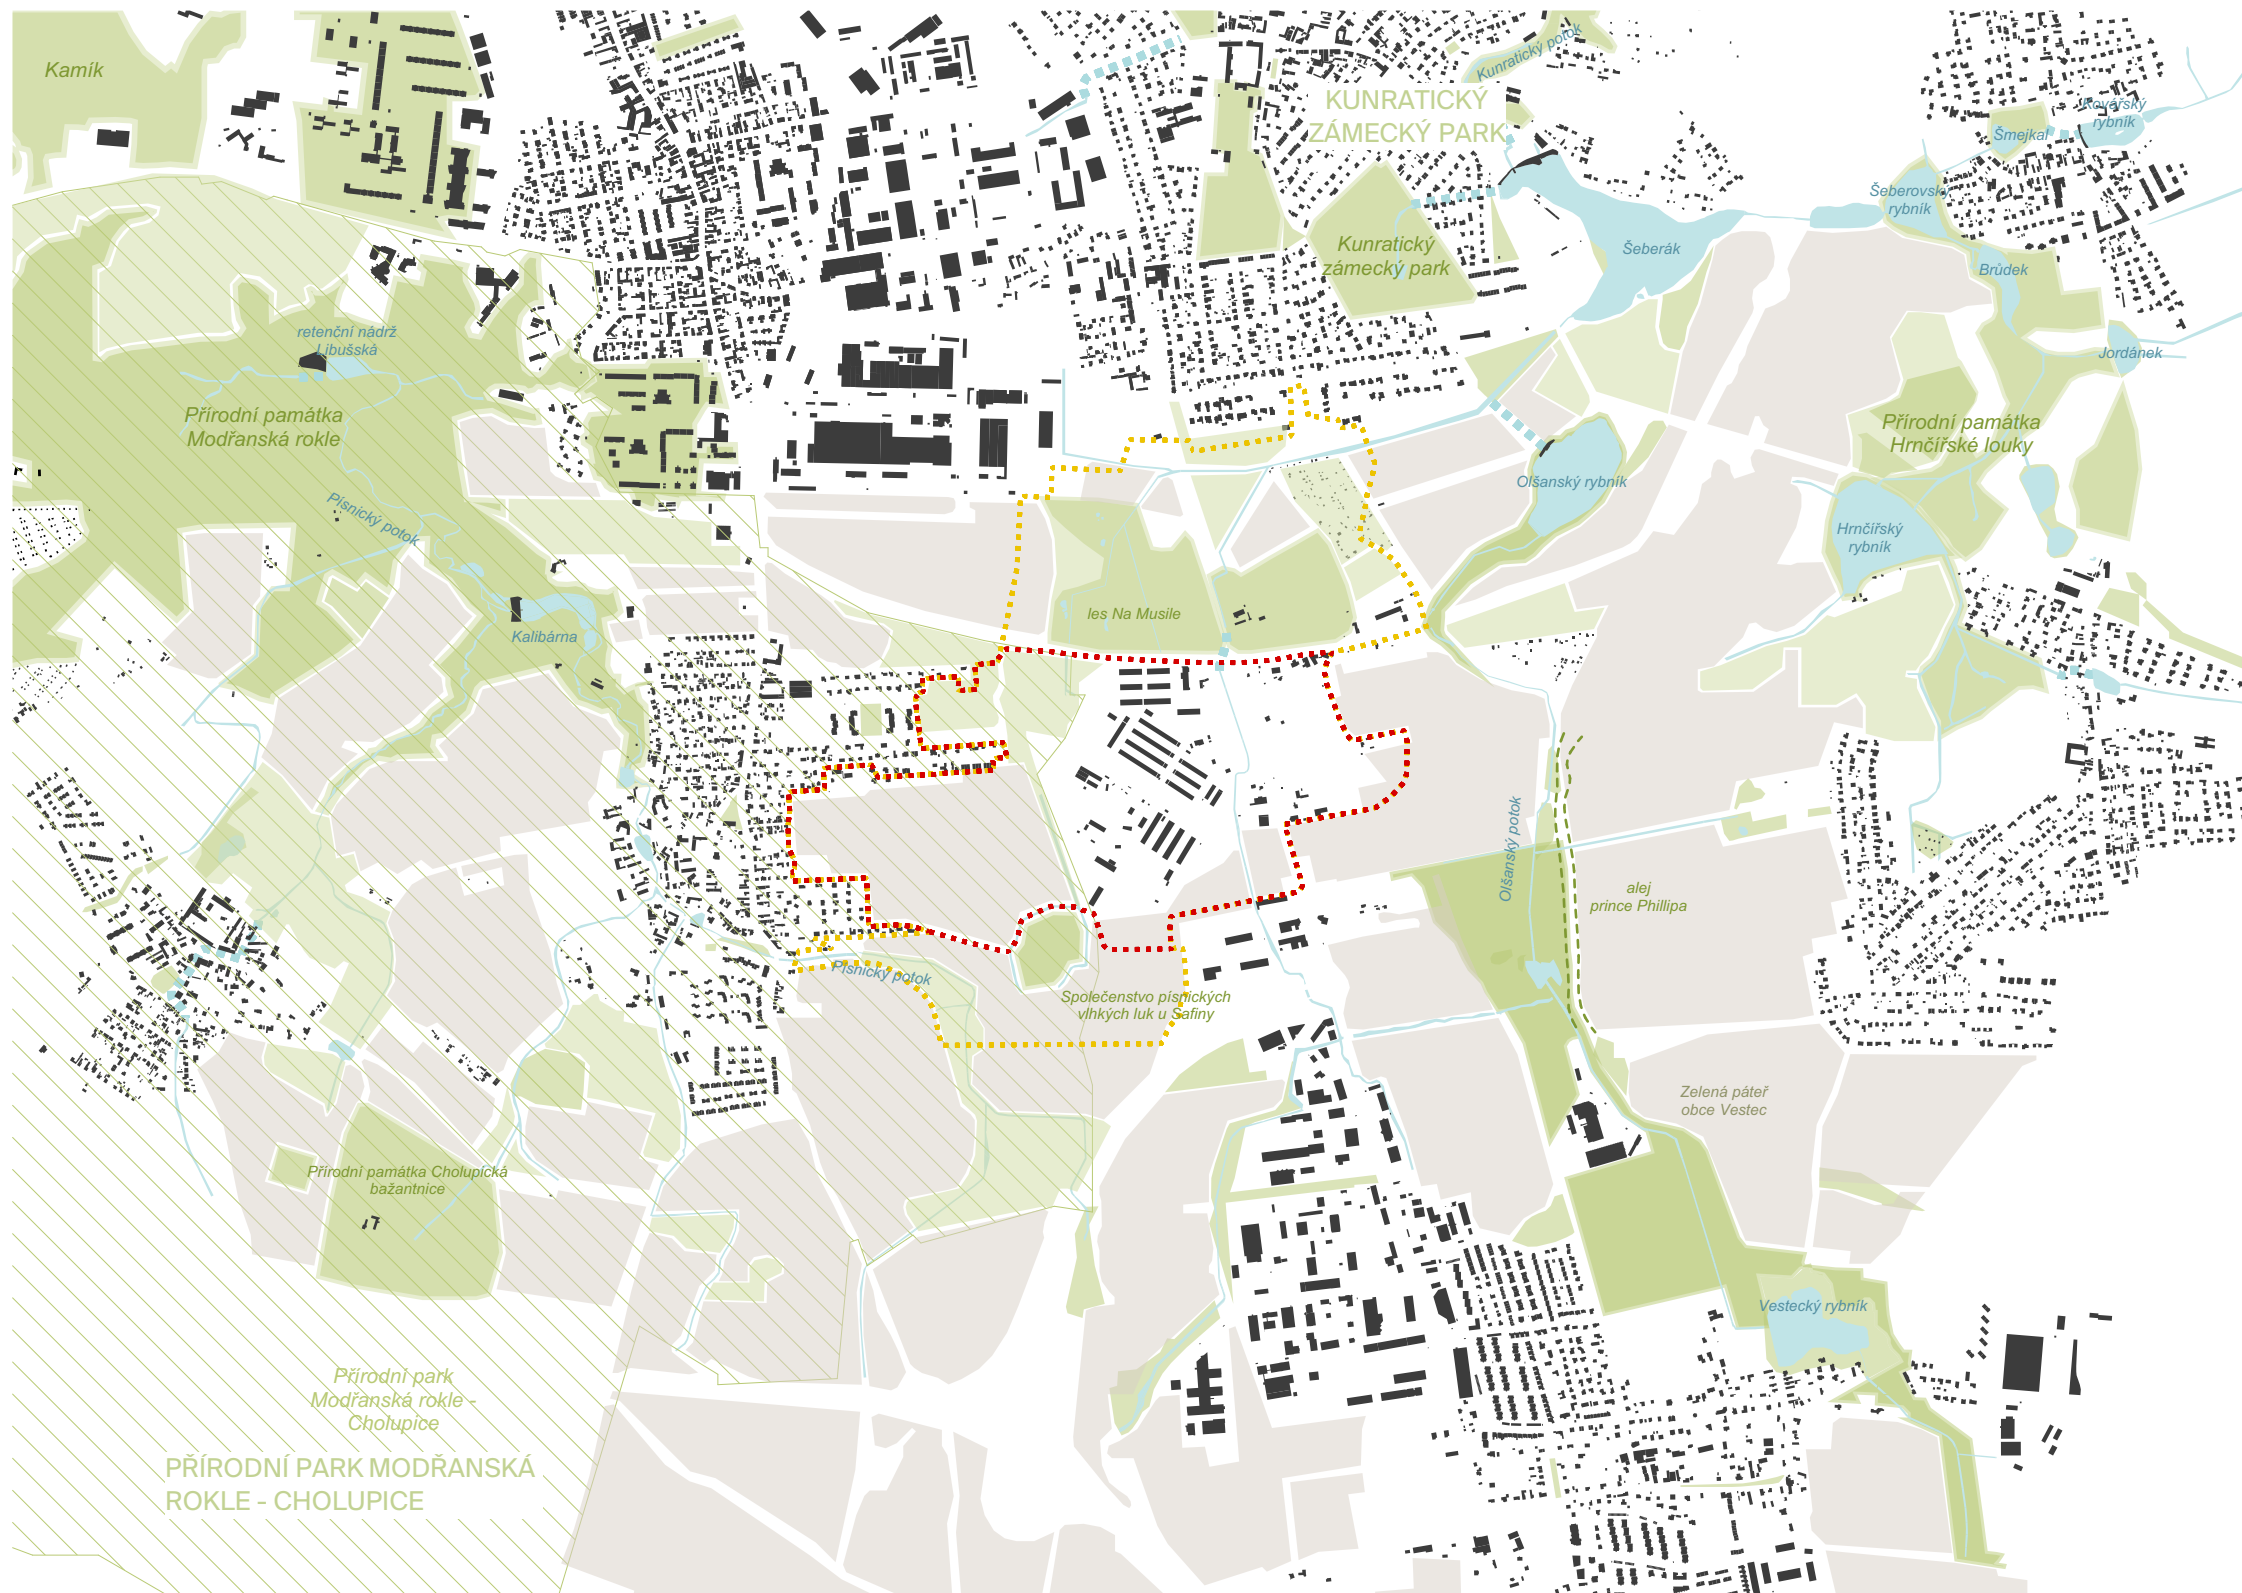 Kamík
Kunratický potok
KUNRATICKÝ
ZÁMECKÝ PARK
Kovářský
rybník
Šmejkal
Šeberovský
rybník
Kunratický
zámecký park
Šeberák
Brůdek
retenční nádrž
Libušská
Jordánek
Přírodní památka
Modřanská rokle
Přírodní památka
Hrnčířské louky
Olšanský rybník
Písnický potok
Hrnčířský
rybník
les Na Musile
Kalibárna
Olšanský potok
alej
prince Phillipa
Písnický potok
Společenstvo písnických
vlhkých luk u Safiny
Zelená páteř
obce Vestec
Přírodní památka Cholupická
bažantnice
Vestecký rybník
Přírodní park
Modřanská rokle -
Cholupice
PŘÍRODNÍ PARK MODŘANSKÁ
ROKLE - CHOLUPICE